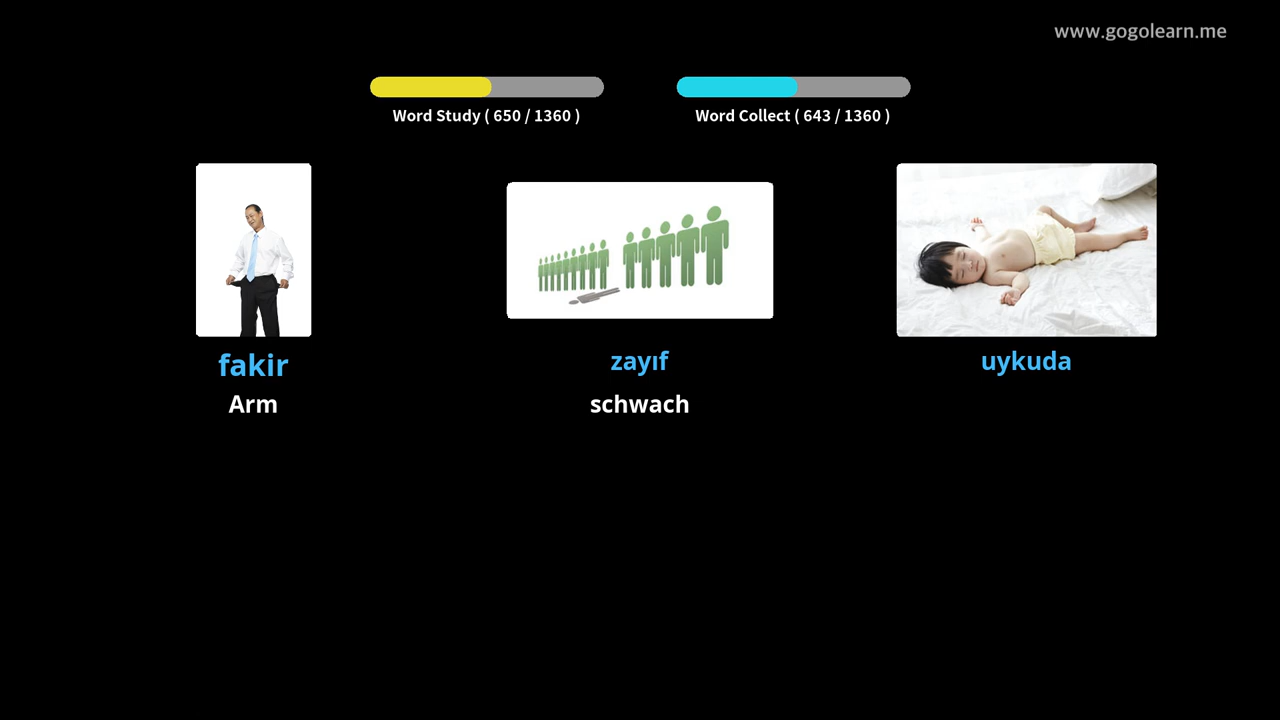 www.gogolearn.me
Word Study ( 650 / 1360 )
Word Collect ( 643 / 1360 )
fakir
zayıf
uykuda
Arm
schwach